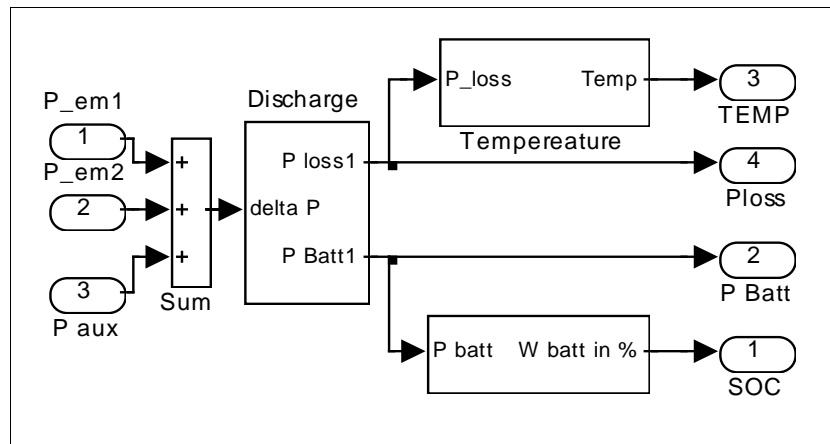 P_em1
1
+
P_em2
2
+
3
+
P aux
Sum
Discharge
P loss1
delta P
P Batt1
P_loss Temp
Tempereature
3
TEMP
4
Ploss
2
P Batt
P batt W batt in %
1
SOC